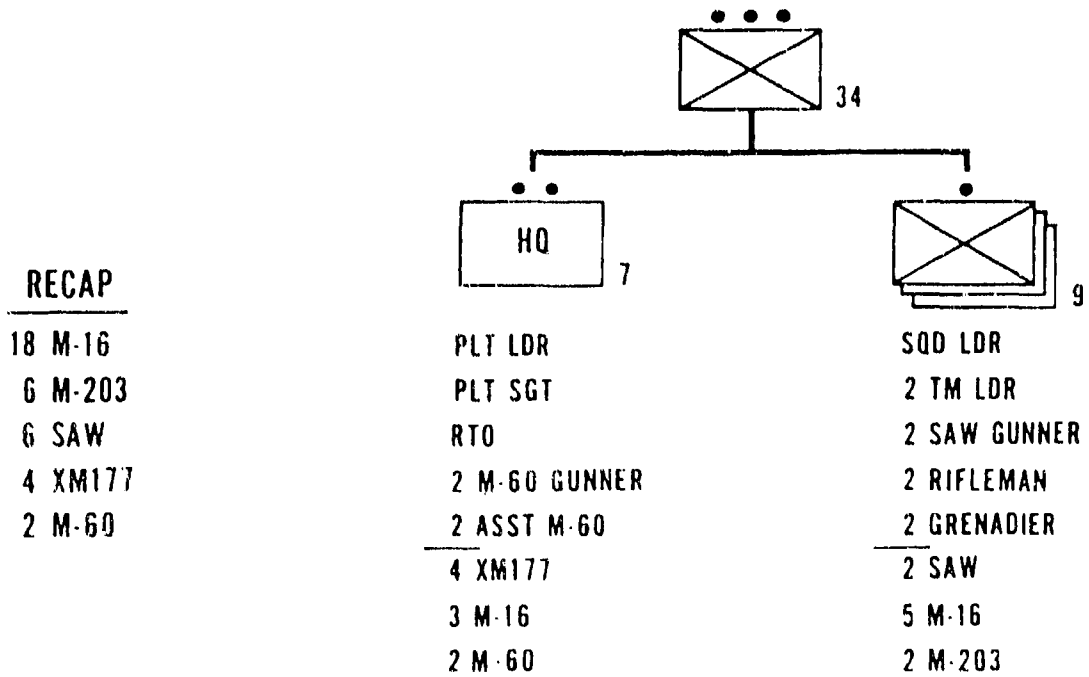 34
HQ
7
9
RECAP
18 M-16
6 M-203
6 SAW
4 XM177
2 M-60
PLT LDR
PLT SGT
RTO
2 M-60 GUNNER
2 ASST M-60
4 XM177
3 M-16
2 M-60
SQD LDR
2 TM LDR
2 SAW GUNNER
2 RIFLEMAN
2 GRENADIER
2 SAW
5 M-16
2 M-203